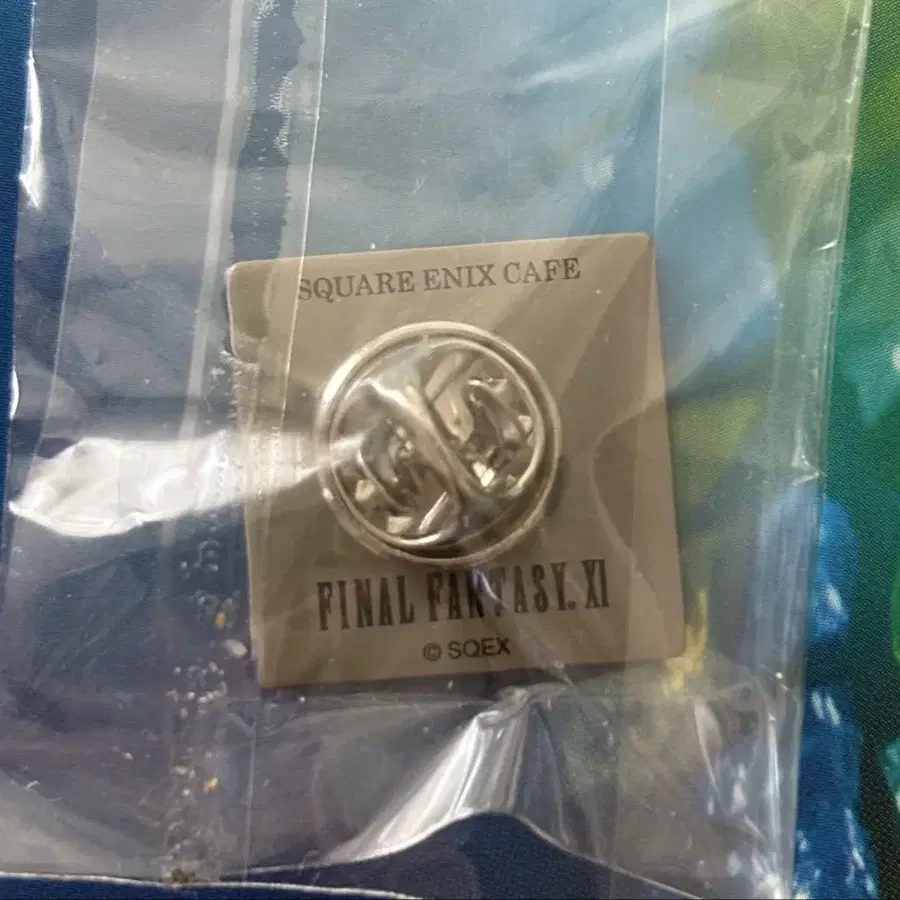 SQUARE ENIX CAFE
FINAL FANTASY. XI
© SQEX